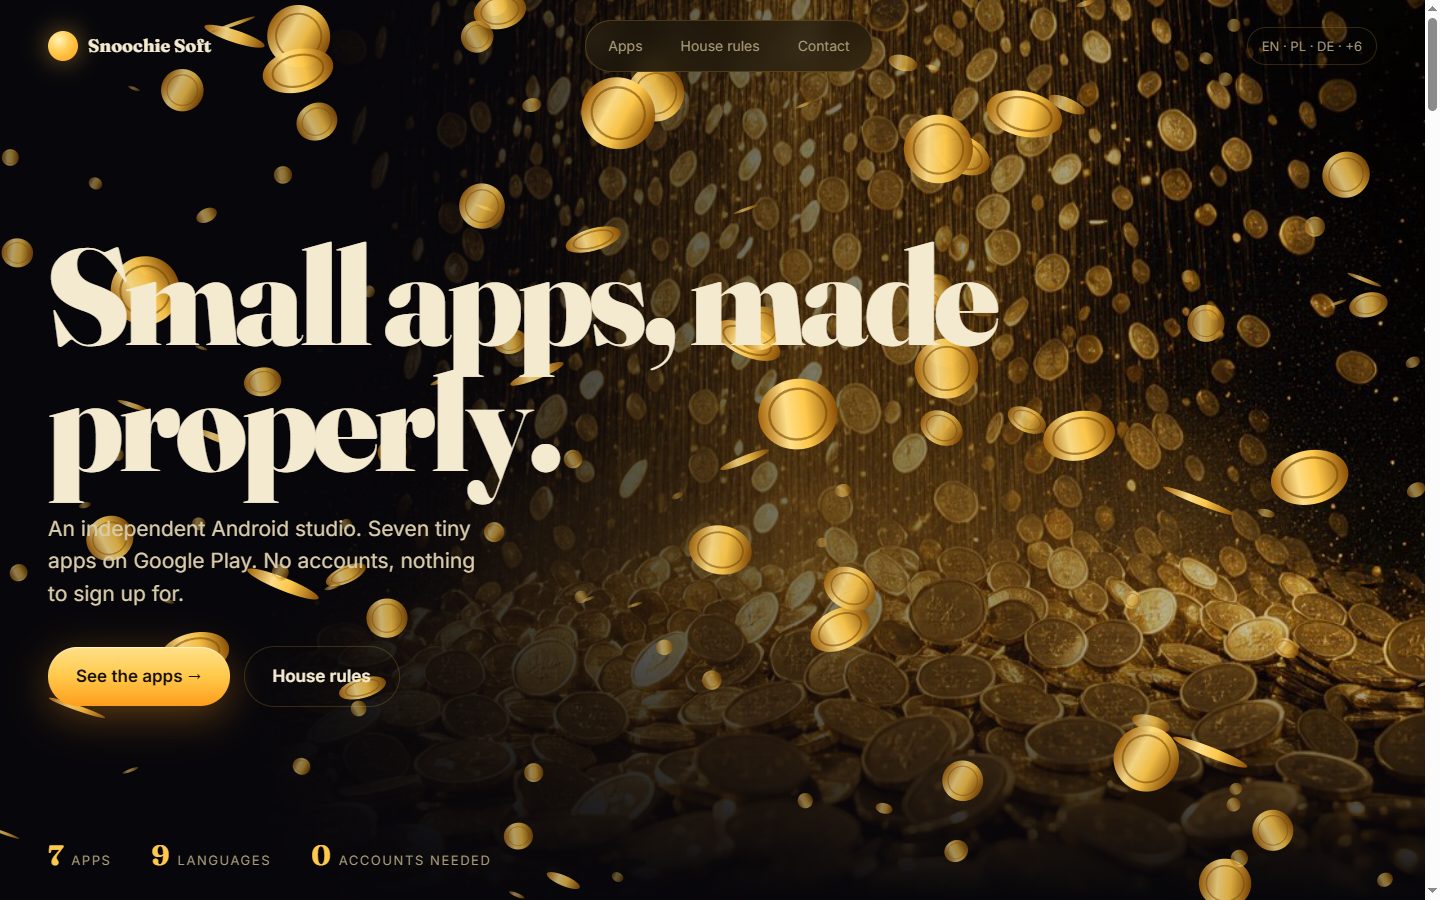 Snoochie Soft
Apps
House rules
Contact
EN · PL · DE · +6
Small apps, made
properly.
An independent Android studio. Seven tiny
apps on Google Play. No accounts, nothing
to sign up for.
See the apps →
House rules
7 APPS
9 LANGUAGES
0 ACCOUNTS NEEDED